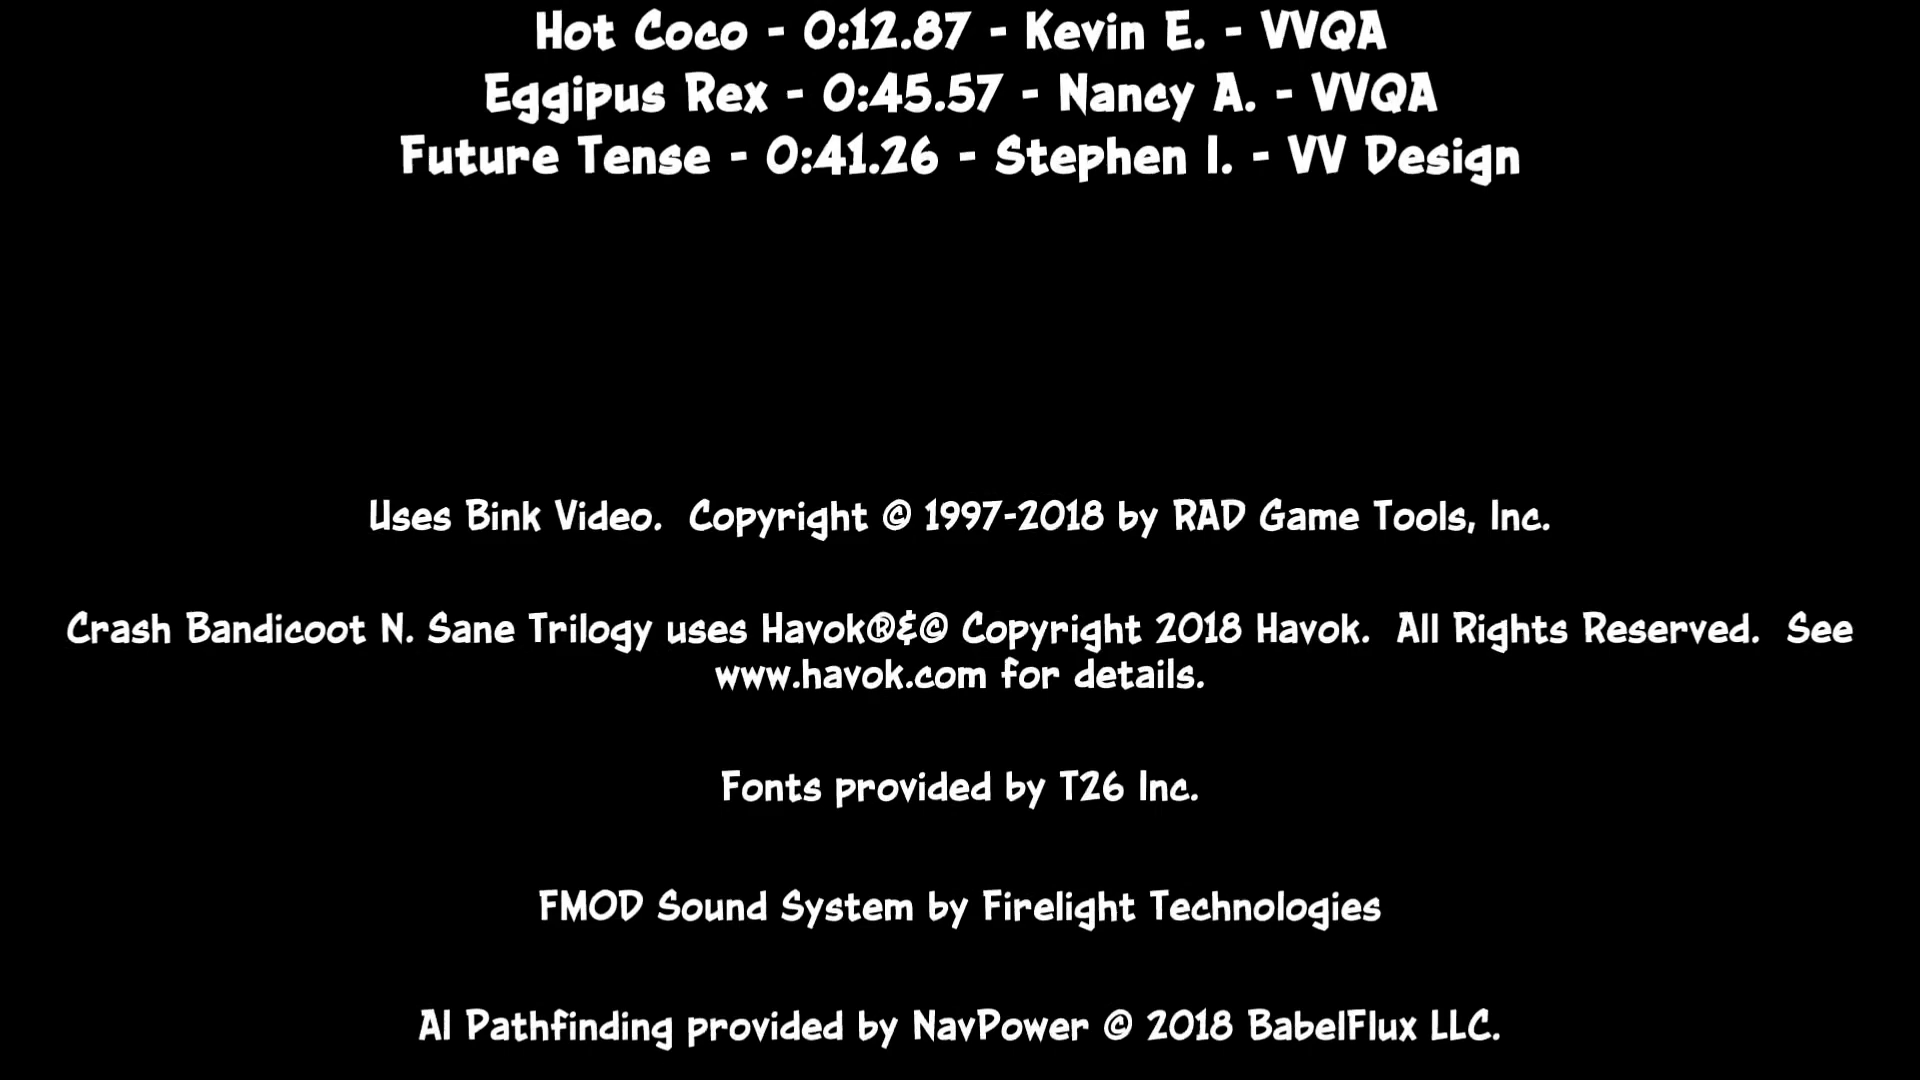 Hot Coco - 0:12.87 - Kevin E. - VVQA
Eggipus Rex - 0:45.57 - Nancy A. - VVQA
Future Tense - 0:41.26 - Stephen I. - VV Design
Uses Bink Video.  Copyright © 1997-2018 by RAD Game Tools, Inc.
Crash Bandicoot N. Sane Trilogy uses Havok®&© Copyright 2018 Havok.  All Rights Reserved.  See
www.havok.com for details.
Fonts provided by T26 Inc.
FMOD Sound System by Firelight Technologies
AI Pathfinding provided by NavPower © 2018 BabelFlux LLC.